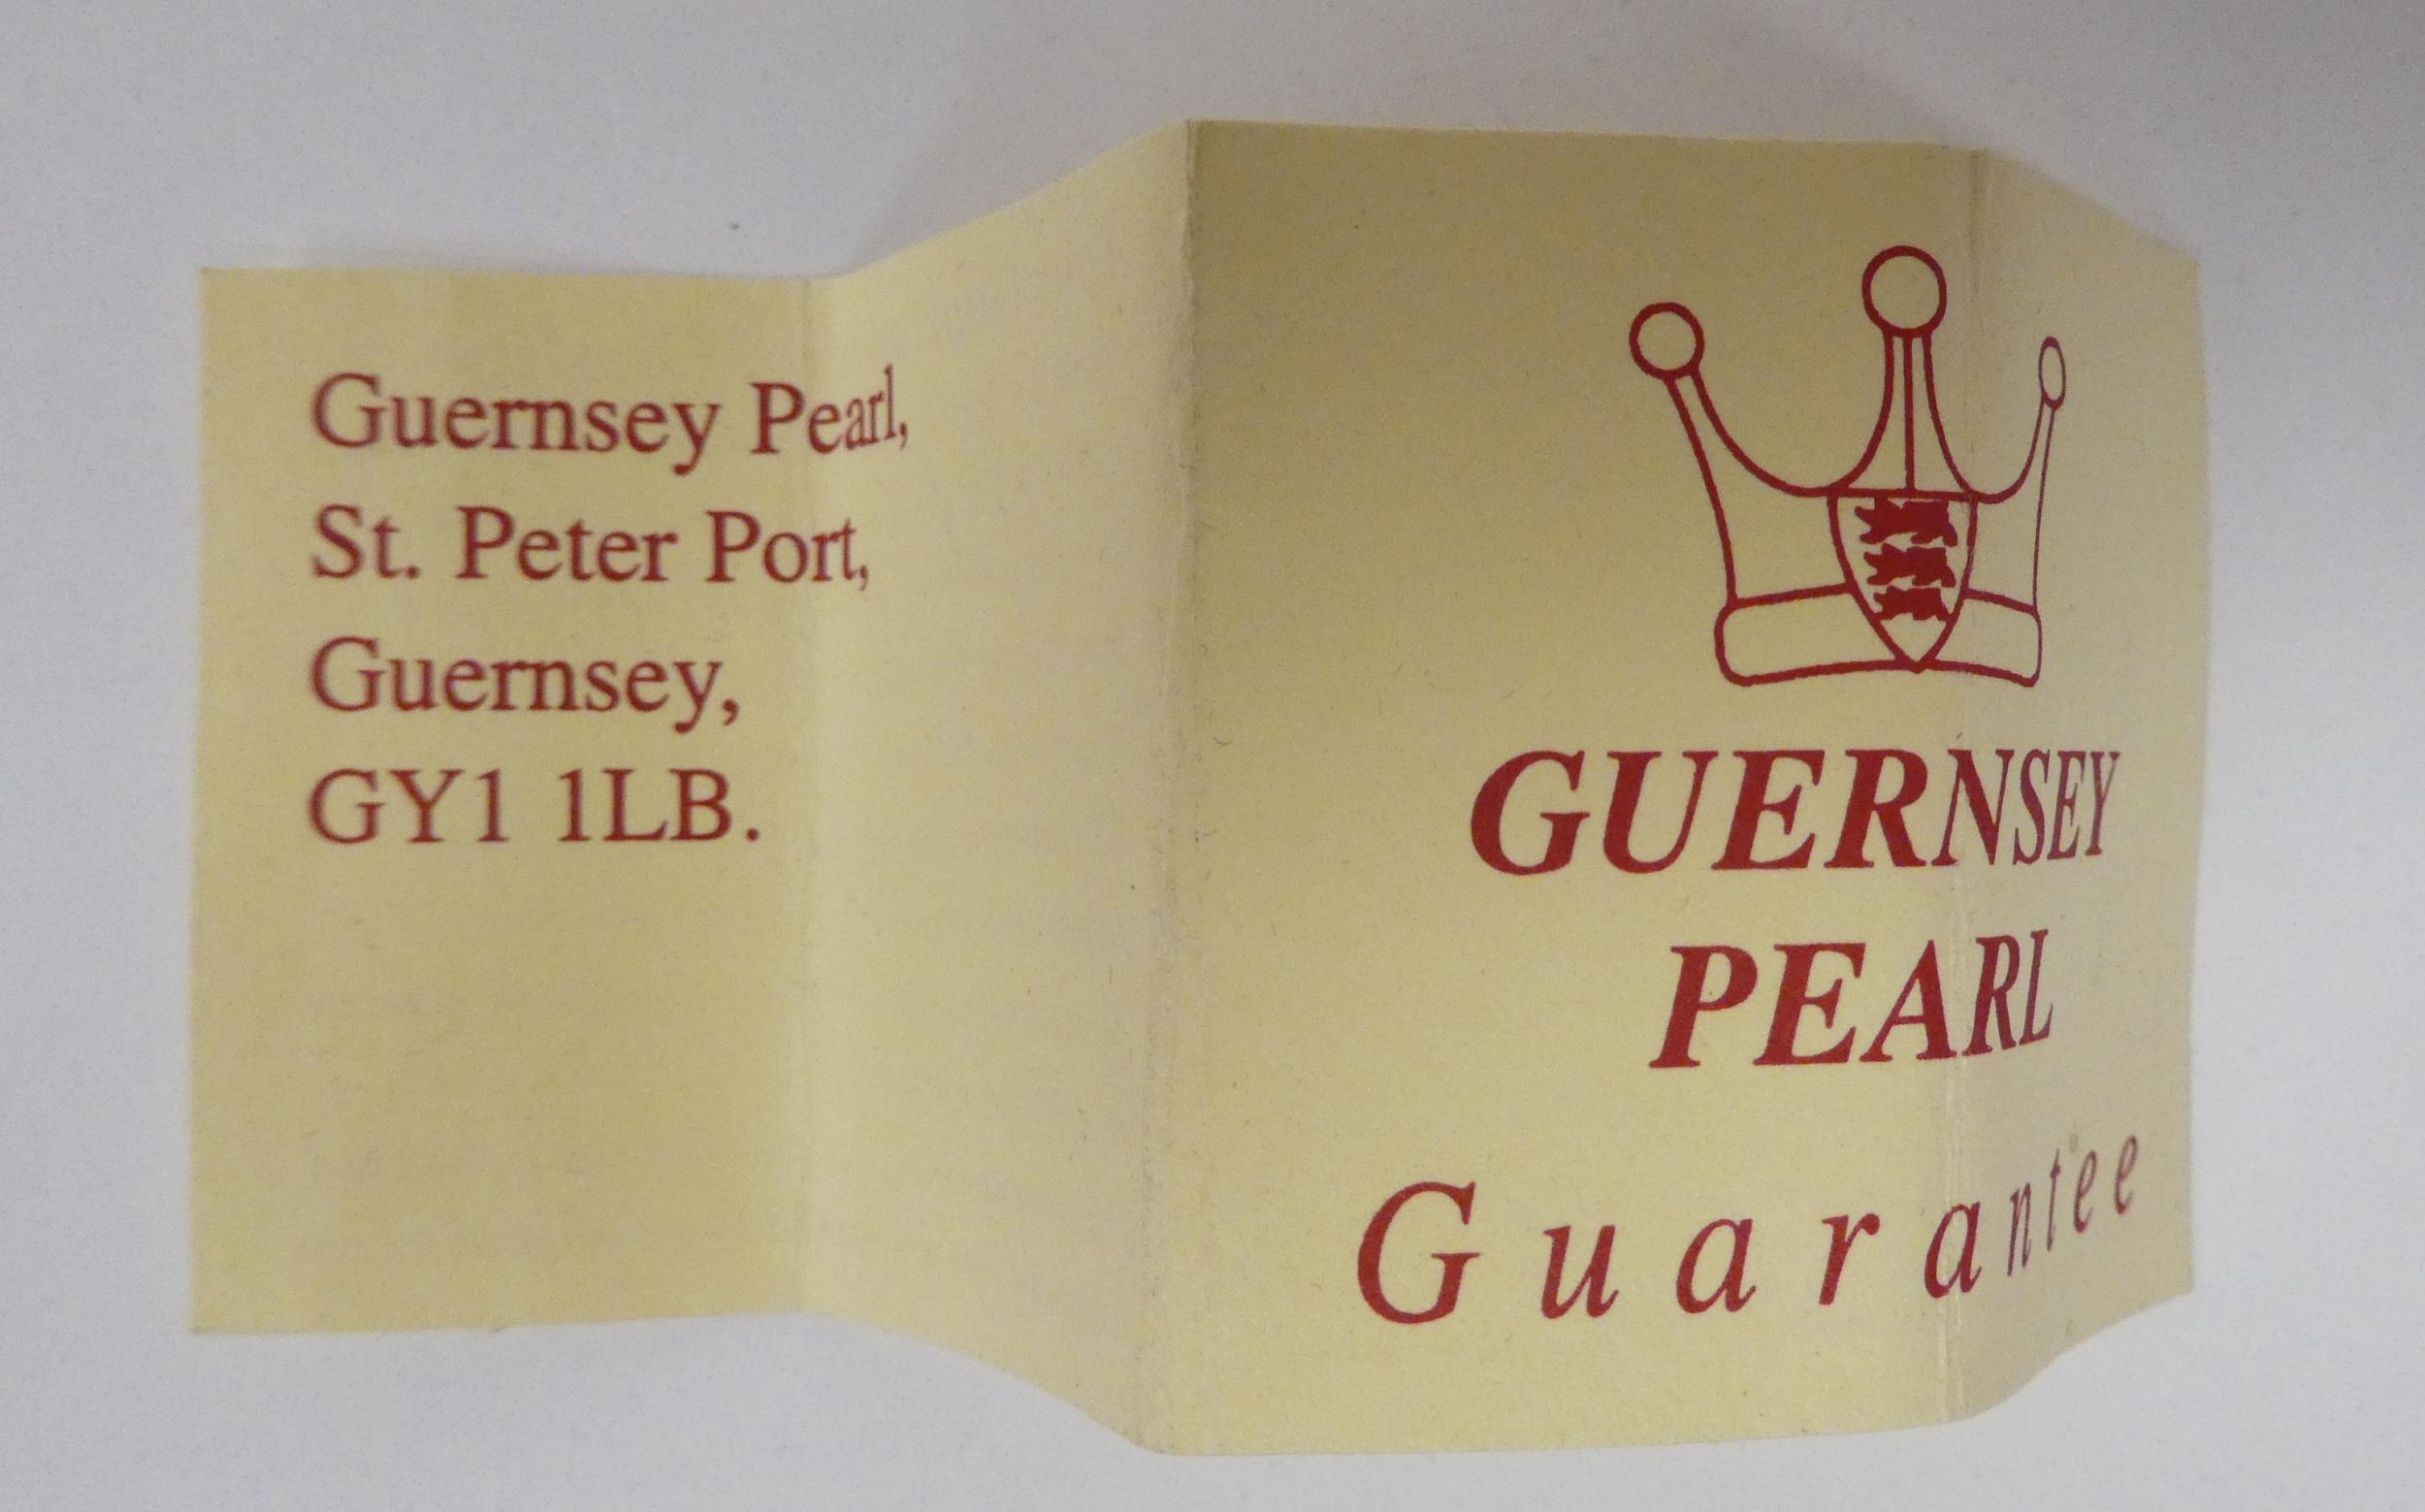 Guernsey Pearl,
St. Peter Port,
Guernsey,
GY1 1LB.
GUERNSEY
PEARL
Guarantee